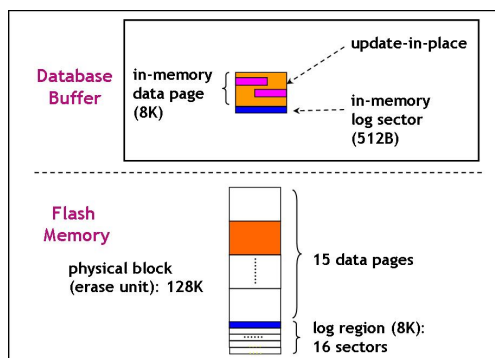 Database
Buffer
in-memory
data page
(8K)
update-in-place
in-memory
log sector
(512B)
Flash
Memory
physical block
(erase unit): 128K
15 data pages
log region (8K):
16 sectors